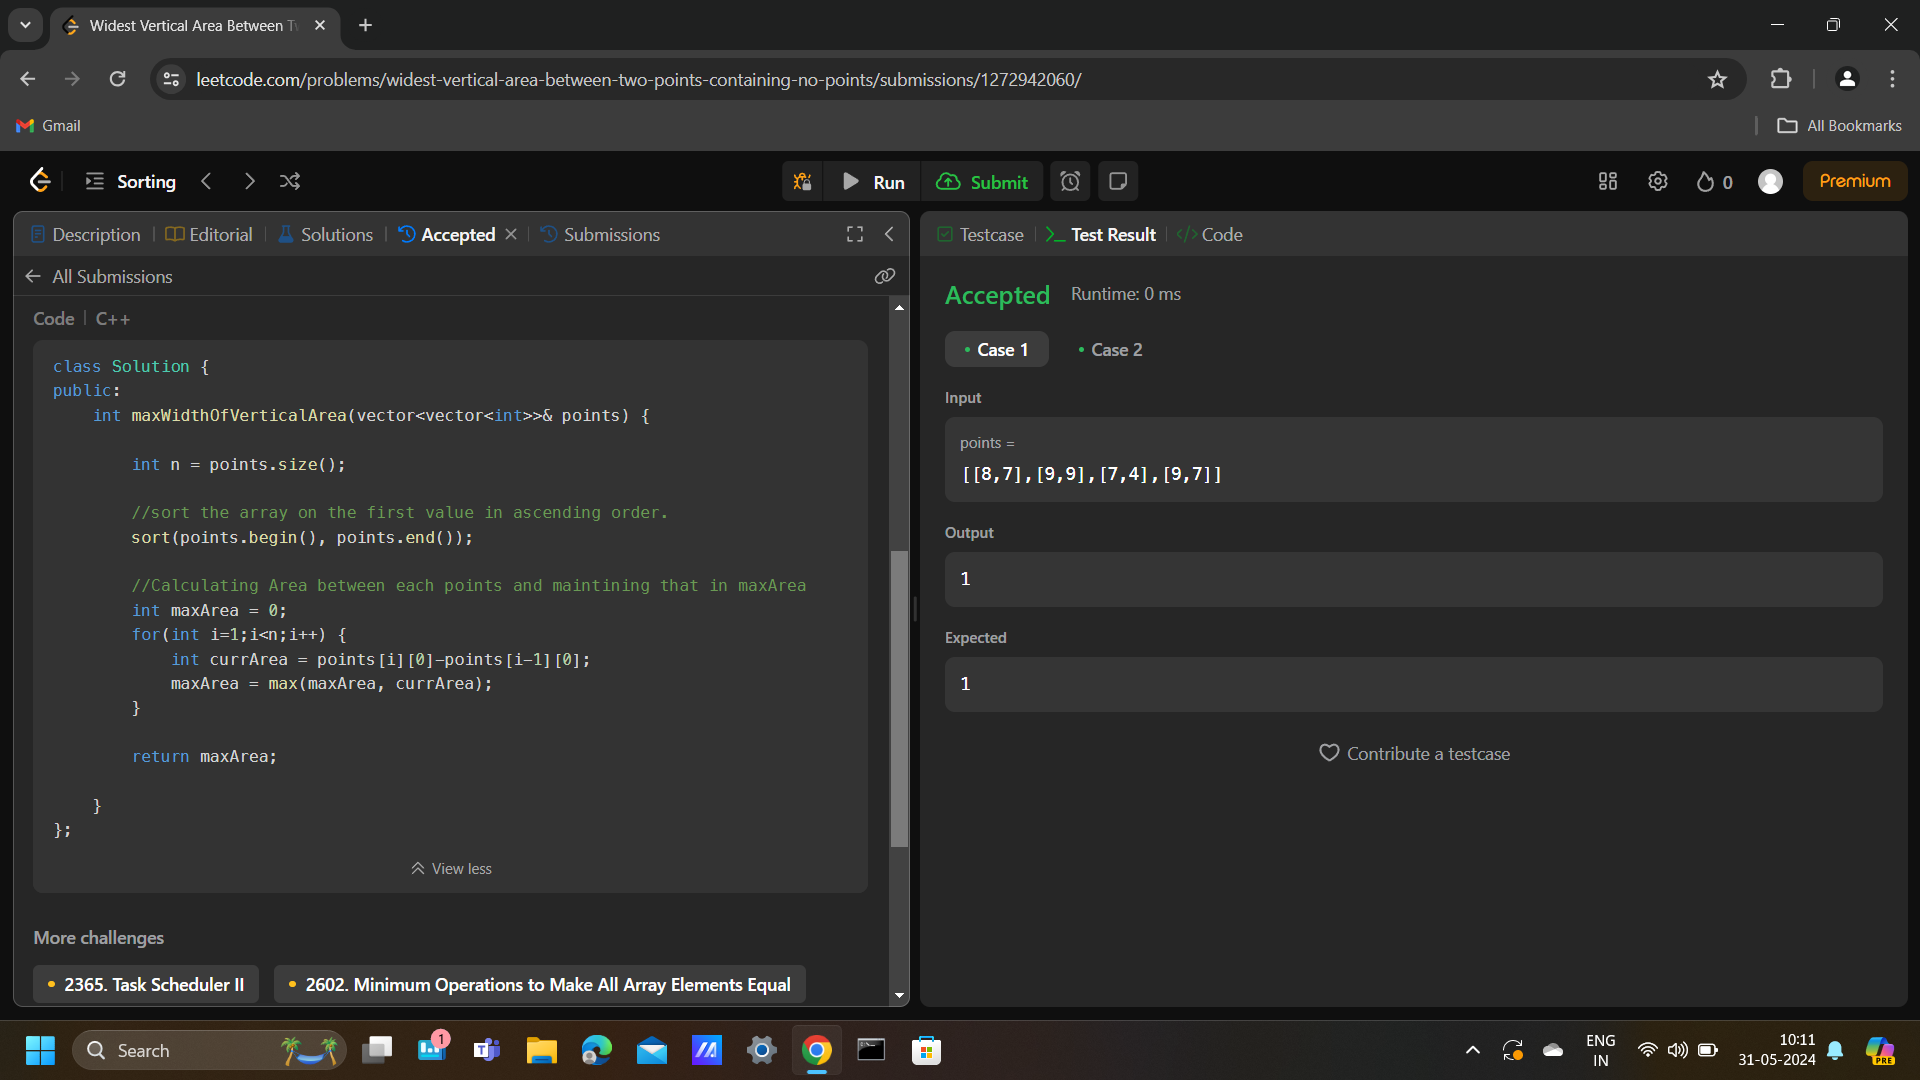 Widest Vertical Area Between Tw
leetcode.com/problems/widest-vertical-area-between-two-points-containing-no-points/submissions/1272942060/
Gmail
All Bookmarks
Sorting
Run
Submit
0
Premium
Description
Editorial
Solutions
Accepted
Submissions
Testcase
Test Result
Code
All Submissions
Code
C++
class Solution {
public:
int maxWidthOfVerticalArea(vector<vector<int>>& points) {
int n = points.size();
//sort the array on the first value in ascending order.
sort(points.begin(), points.end());
//Calculating Area between each points and maintining that in maxArea
int maxArea = 0;
for(int i=1;i<n;i++) {
int currArea = points[i][0]-points[i-1][0];
maxArea = max(maxArea, currArea);
}
return maxArea;
}
};
View less
More challenges
2365. Task Scheduler II
2602. Minimum Operations to Make All Array Elements Equal
Accepted
Runtime: 0 ms
Case 1
Case 2
Input
points =
[[8,7],[9,9],[7,4],[9,7]]
Output
1
Expected
1
Contribute a testcase
Search
1
ENG
IN
10:11
31-05-2024
PRE